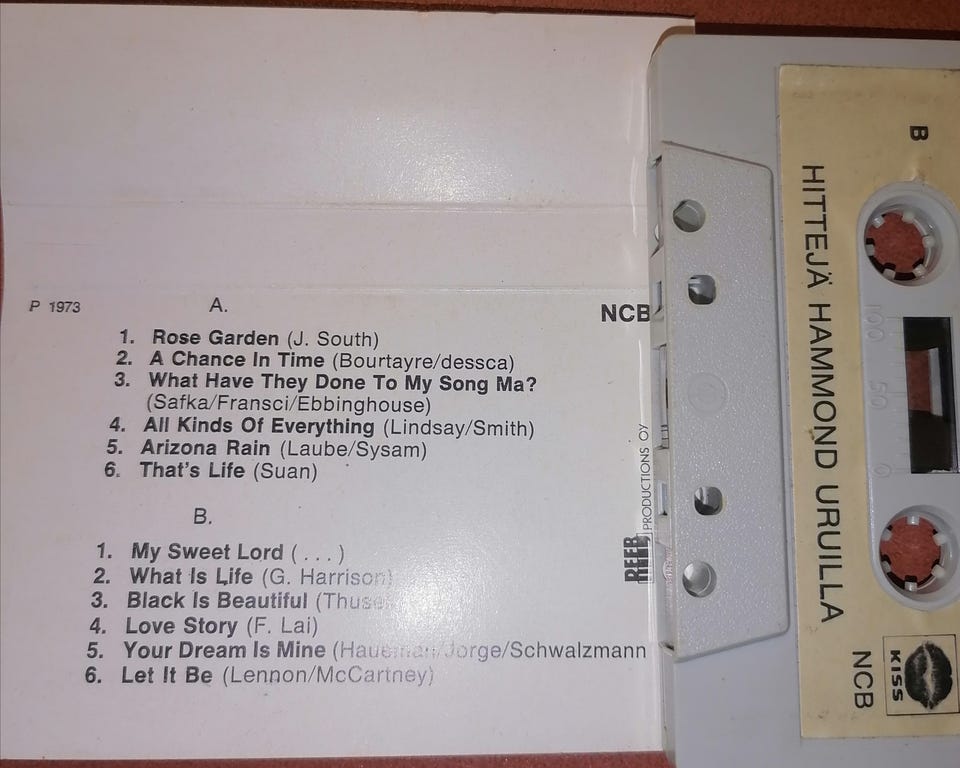 P 1973
A.
NCB
1. Rose Garden (J. South)
2. A Chance In Time (Bourtayre/dessca)
3. What Have They Done To My Song Ma?
(Safka/Fransci/Ebbinghouse)
4. All Kinds Of Everything (Lindsay/Smith)
5. Arizona Rain (Laube/Sysam)
6. That's Life (Suan)
B.
1. My Sweet Lord (...)
2. What Is Life (G. Harrison)
3. Black Is Beautiful
4. Love Story (F. Lai)
5. Your Dream Is Mine
6. Let It Be (Lennon/McCartney)
PRODUCTIONS OY
B
HITTEJÄ HAMMOND URUILLA
100
50
0
KISS
NCB